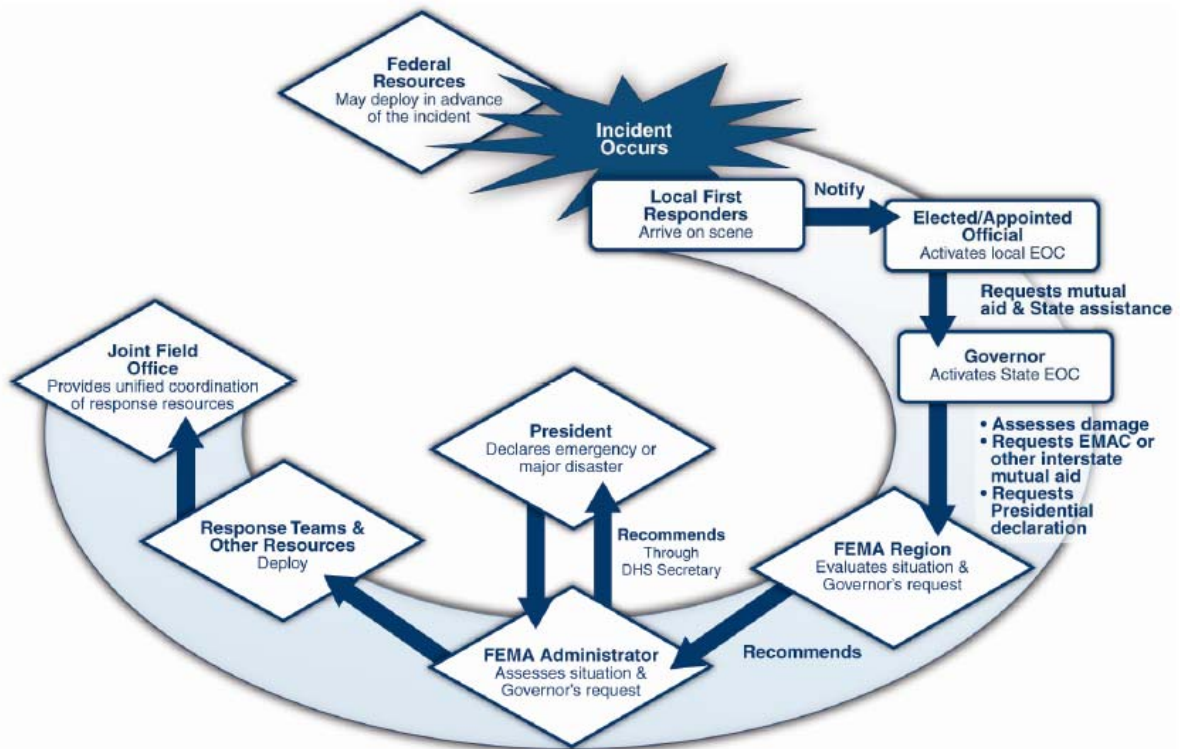 Federal
Resources
May deploy in advance
of the incident
Incident
Occurs
Local First
Responders
Arrive on scene
Notify
Elected/Appointed
Official
Activates local EOC
Requests mutual
aid & State assistance
Governor
Activates State EOC
• Assesses damage
• Requests EMAC or
other interstate
mutual aid
• Requests
Presidential
declaration
FEMA Region
Evaluates situation &
Governor's request
Recommends
FEMA Administrator
Assesses situation &
Governor's request
Recommends
Through
DHS Secretary
President
Declares emergency or
major disaster
Response Teams &
Other Resources
Deploy
Joint Field
Office
Provides unified coordination
of response resources